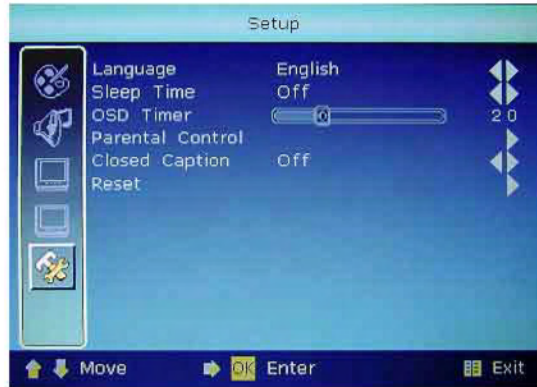 Setup
Language English
Sleep Time Off
OSD Timer 20
Parental Control
Closed Caption Off
Reset
Move OK Enter Exit